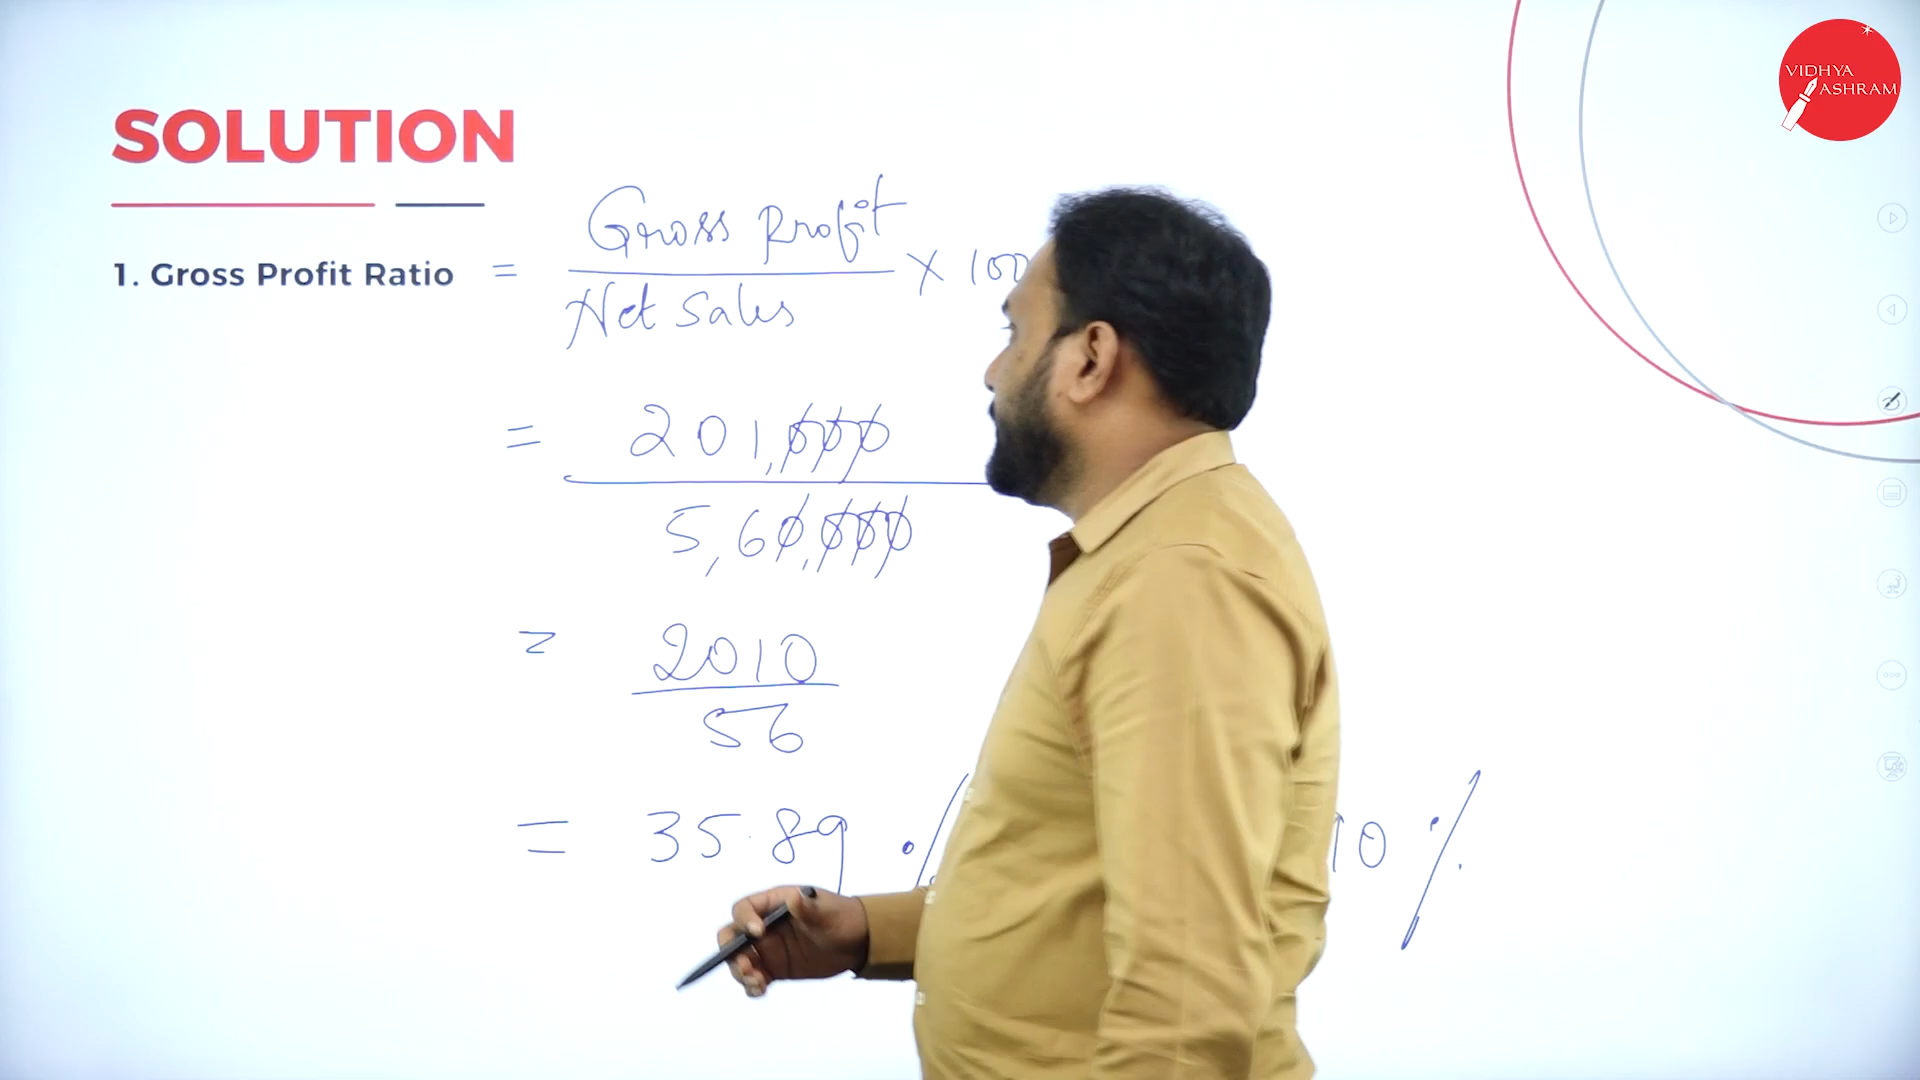 VIDHYA
ASHRAM
SOLUTION
Gross Profit
1. Gross Profit Ratio = × 100
Net Sales
= 201,000
5,60,000
= 2010
56
= 35.89 %
10 %